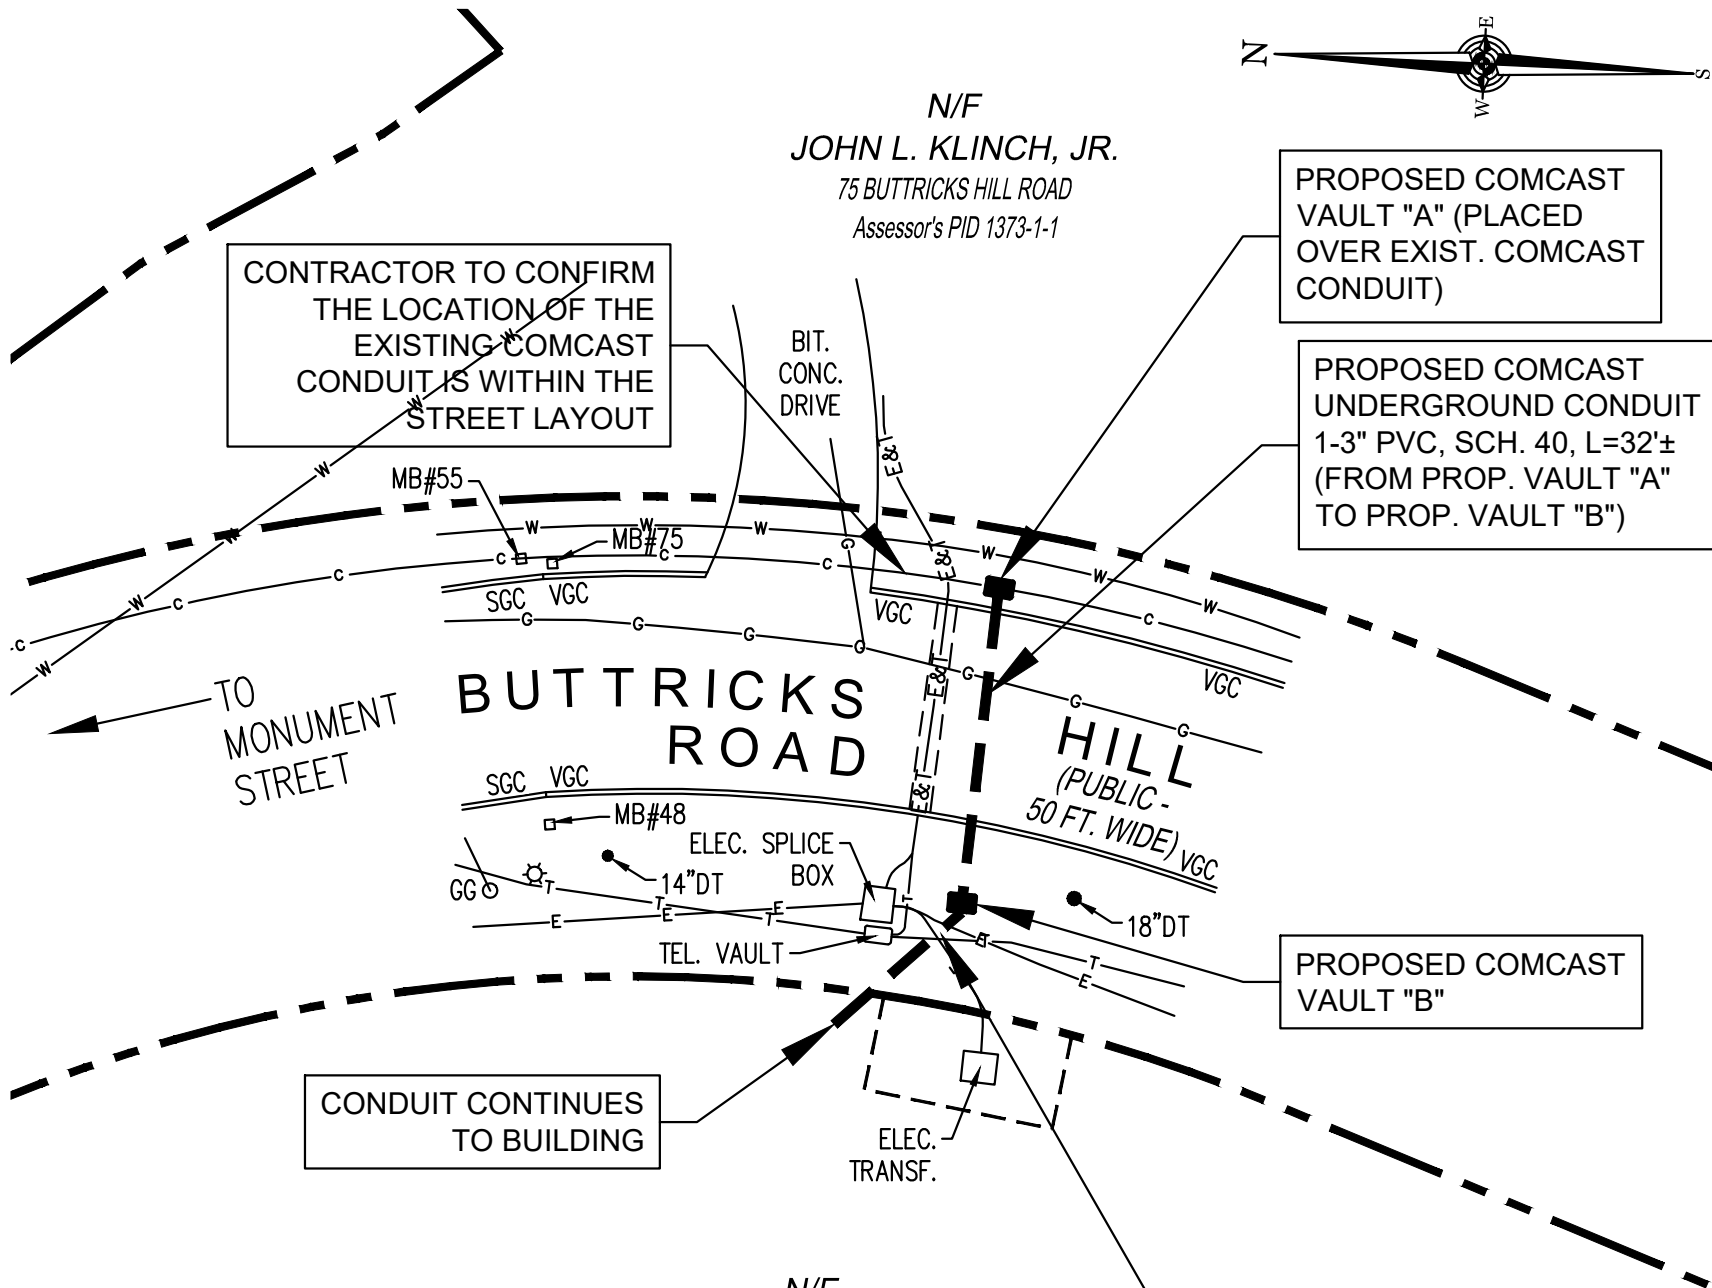 N
E
W
S
N/F
JOHN L. KLINCH, JR.
75 BUTTRICKS HILL ROAD
Assessor's PID 1373-1-1
PROPOSED COMCAST
VAULT "A" (PLACED
OVER EXIST. COMCAST
CONDUIT)
CONTRACTOR TO CONFIRM
THE LOCATION OF THE
EXISTING COMCAST
CONDUIT IS WITHIN THE
STREET LAYOUT
BIT.
CONC.
DRIVE
PROPOSED COMCAST
UNDERGROUND CONDUIT
1-3" PVC, SCH. 40, L=32'±
(FROM PROP. VAULT "A"
TO PROP. VAULT "B")
W
W
W
W
W
W
E&T
MB#55
W
W
W
W
W
W
MB#75
G
E&T
C
C
C
C
C
C
C
SGC
VGC
VGC
VGC
G
G
G
G
G
G
G
E&T
E&T
TO
MONUMENT
STREET
BUTTRICKS
ROAD
HILL
(PUBLIC -
50 FT. WIDE)
SGC
VGC
VGC
MB#48
ELEC. SPLICE
BOX
14"DT
GG
T
T
T
T
T
T
E
E
E
E
E
18"DT
TEL. VAULT
PROPOSED COMCAST
VAULT "B"
CONDUIT CONTINUES
TO BUILDING
ELEC.
TRANSF.
N/F